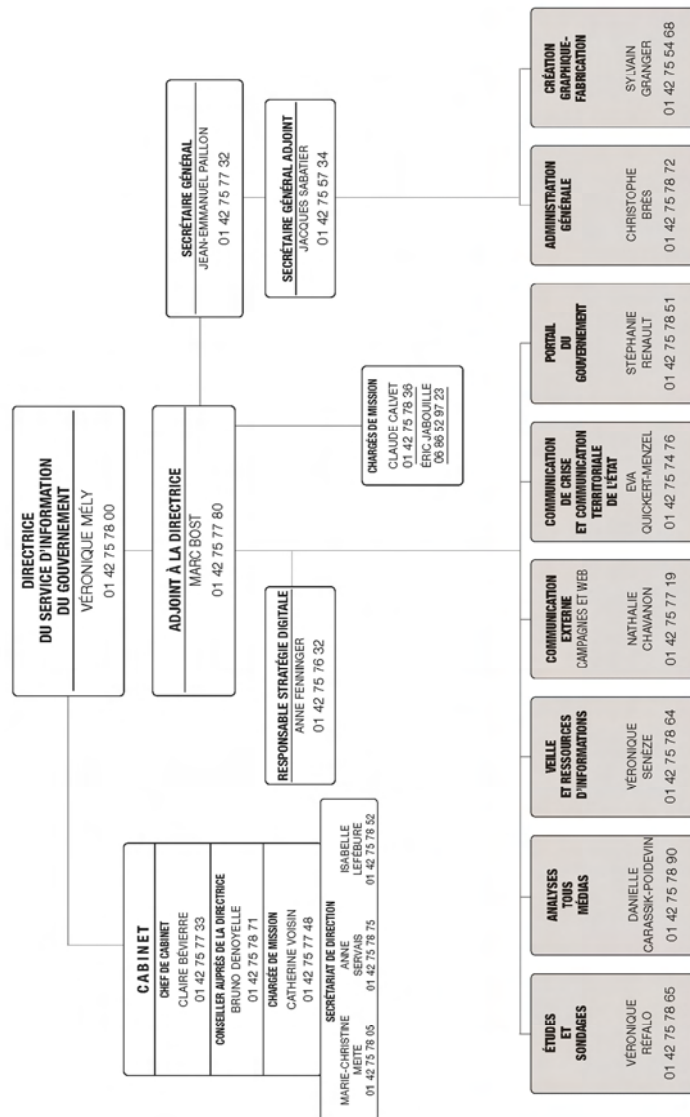 DIRECTRICE
DU SERVICE D'INFORMATION
DU GOUVERNEMENT
VÉRONIQUE MÉLY
01 42 75 78 00
CABINET
CHEF DE CABINET
CLAIRE BÉVIERRE
01 42 75 77 33
CONSEILLER AUPRÈS DE LA DIRECTRICE
BRUNO DENOYELLE
01 42 75 78 71
CHARGÉE DE MISSION
CATHERINE VOISIN
01 42 75 77 48
SECRÉTARIAT DE DIRECTION
MARIE-CHRISTINE
MEITE
01 42 75 78 05
ANNE
SERVAIS
01 42 75 78 75
ISABELLE
LEFÉBURE
01 42 75 78 52
ADJOINT À LA DIRECTRICE
MARC BOST
01 42 75 77 80
SECRÉTAIRE GÉNÉRAL
JEAN-EMMANUEL PAILLON
01 42 75 77 32
SECRÉTAIRE GÉNÉRAL ADJOINT
JACQUES SABATIER
01 42 75 57 34
RESPONSABLE STRATÉGIE DIGITALE
ANNE FENNINGER
01 42 75 76 32
CHARGÉS DE MISSION
CLAUDE CALVET
01 42 75 78 36
ÉRIC JABOUILLE
06 86 52 97 23
ÉTUDES
ET
SONDAGES
VÉRONIQUE
RÉFALO
01 42 75 78 65
ANALYSES
TOUS
MÉDIAS
DANIELLE
CARASSIK-POIDEVIN
01 42 75 78 90
VEILLE
ET RESSOURCES
D'INFORMATIONS
VÉRONIQUE
SENÈZE
01 42 75 78 64
COMMUNICATION
EXTERNE
CAMPAGNES ET WEB
NATHALIE
CHAVANON
01 42 75 77 19
COMMUNICATION
DE CRISE
ET COMMUNICATION
TERRITORIALE
DE L'ÉTAT
EVA
QUICKERT-MENZEL
01 42 75 74 76
PORTAIL
DU
GOUVERNEMENT
STÉPHANIE
RENAULT
01 42 75 78 51
ADMINISTRATION
GÉNÉRALE
CHRISTOPHE
BRÈS
01 42 75 78 72
CRÉATION
GRAPHIQUE-
FABRICATION
SYLVAIN
GRANGER
01 42 75 54 68